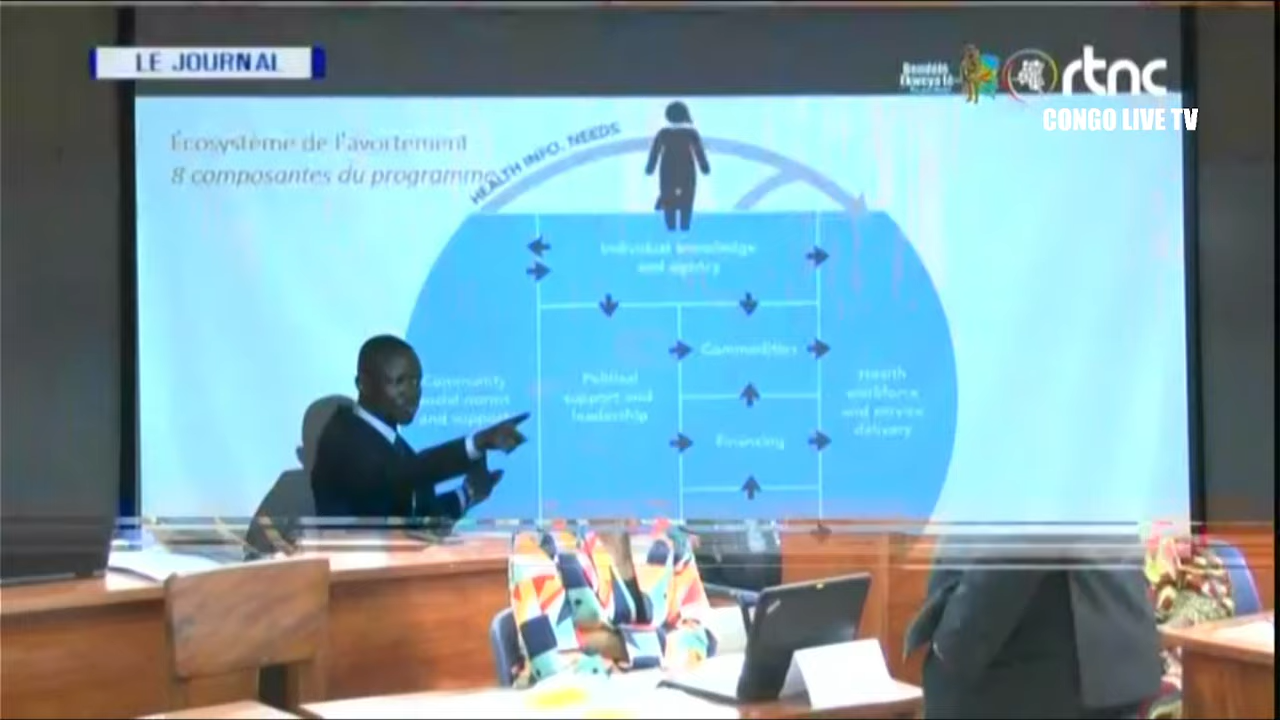 LE JOURNAL
rtnc
CONGO LIVE TV
Écosystème de l'avortement
8 composantes du programme
HEALTH INFO. NEEDS
Individual knowledge
and agency
Commodities
Community
social norms
and support
Political
support and
leadership
Health
workforce
and service
delivery
Financing